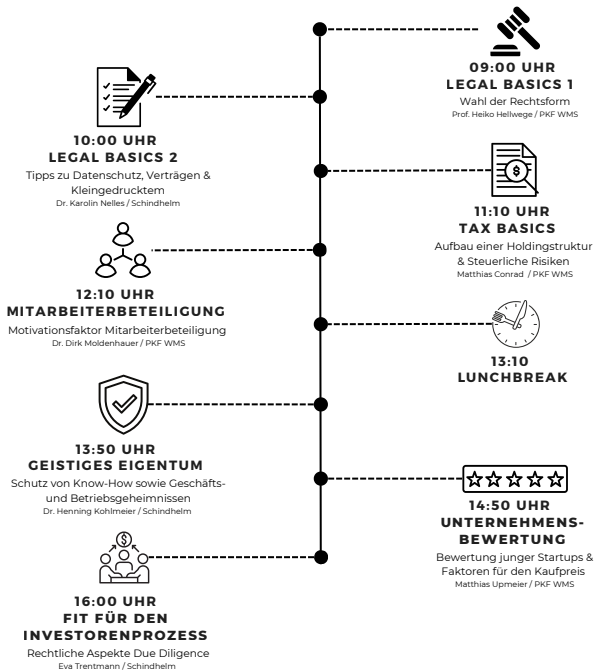 09:00 UHR
LEGAL BASICS 1
Wahl der Rechtsform
Prof. Heiko Hellwege / PKF WMS
10:00 UHR
LEGAL BASICS 2
Tipps zu Datenschutz, Verträgen &
Kleingedrucktem
Dr. Karolin Nelles / Schindhelm
11:10 UHR
TAX BASICS
Aufbau einer Holdingstruktur
& Steuerliche Risiken
Matthias Conrad / PKF WMS
12:10 UHR
MITARBEITERBETEILIGUNG
Motivationsfaktor Mitarbeiterbeteiligung
Dr. Dirk Moldenhauer / PKF WMS
13:10
LUNCHBREAK
13:50 UHR
GEISTIGES EIGENTUM
Schutz von Know-How sowie Geschäfts-
und Betriebsgeheimnissen
Dr. Henning Kohlmeier / Schindhelm
14:50 UHR
UNTERNEHMENS-
BEWERTUNG
Bewertung junger Startups &
Faktoren für den Kaufpreis
Matthias Upmeier / PKF WMS
16:00 UHR
FIT FÜR DEN
INVESTORENPROZESS
Rechtliche Aspekte Due Diligence
Eva Trentmann / Schindhelm